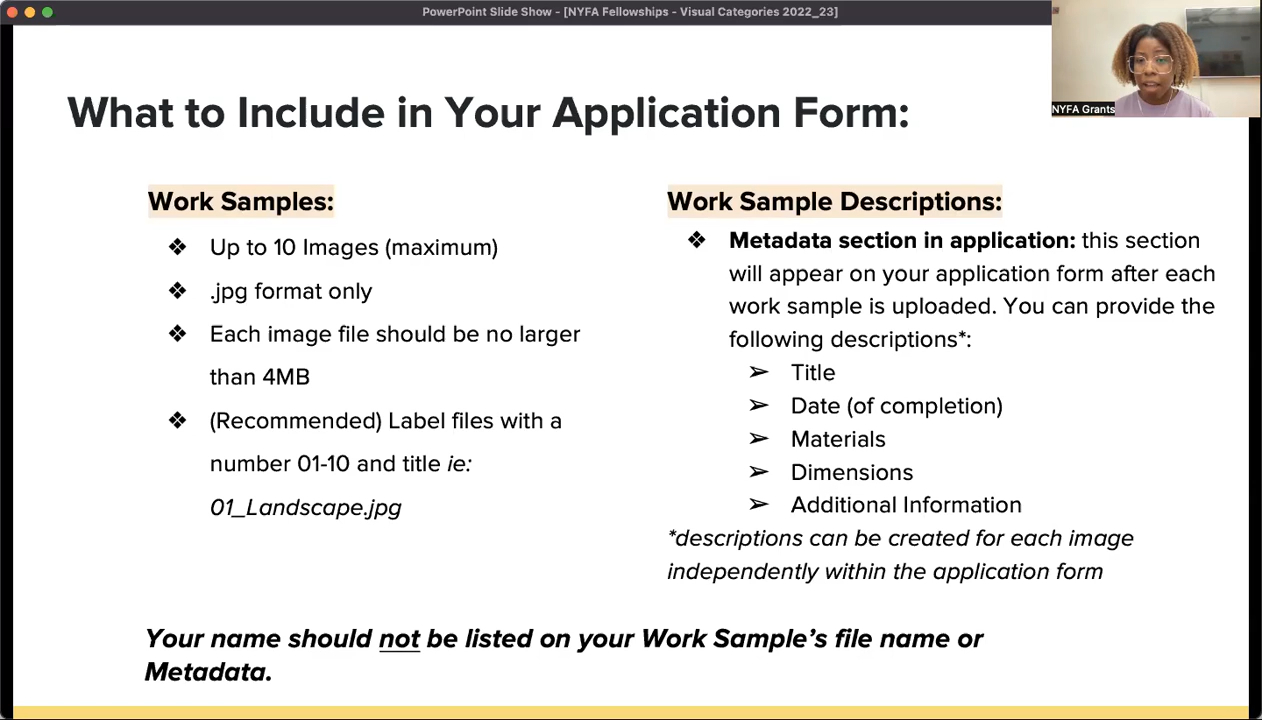 PowerPoint Slide Show - [NYFA Fellowships - Visual Categories 2022_23]
NYFA Grants
What to Include in Your Application Form:
Work Samples:
❖ Up to 10 Images (maximum)
❖ .jpg format only
❖ Each image file should be no larger
than 4MB
❖ (Recommended) Label files with a
number 01-10 and title ie:
01_Landscape.jpg
Work Sample Descriptions:
❖ Metadata section in application: this section
will appear on your application form after each
work sample is uploaded. You can provide the
following descriptions*:
➢ Title
➢ Date (of completion)
➢ Materials
➢ Dimensions
➢ Additional Information
*descriptions can be created for each image
independently within the application form
Your name should not be listed on your Work Sample’s file name or
Metadata.